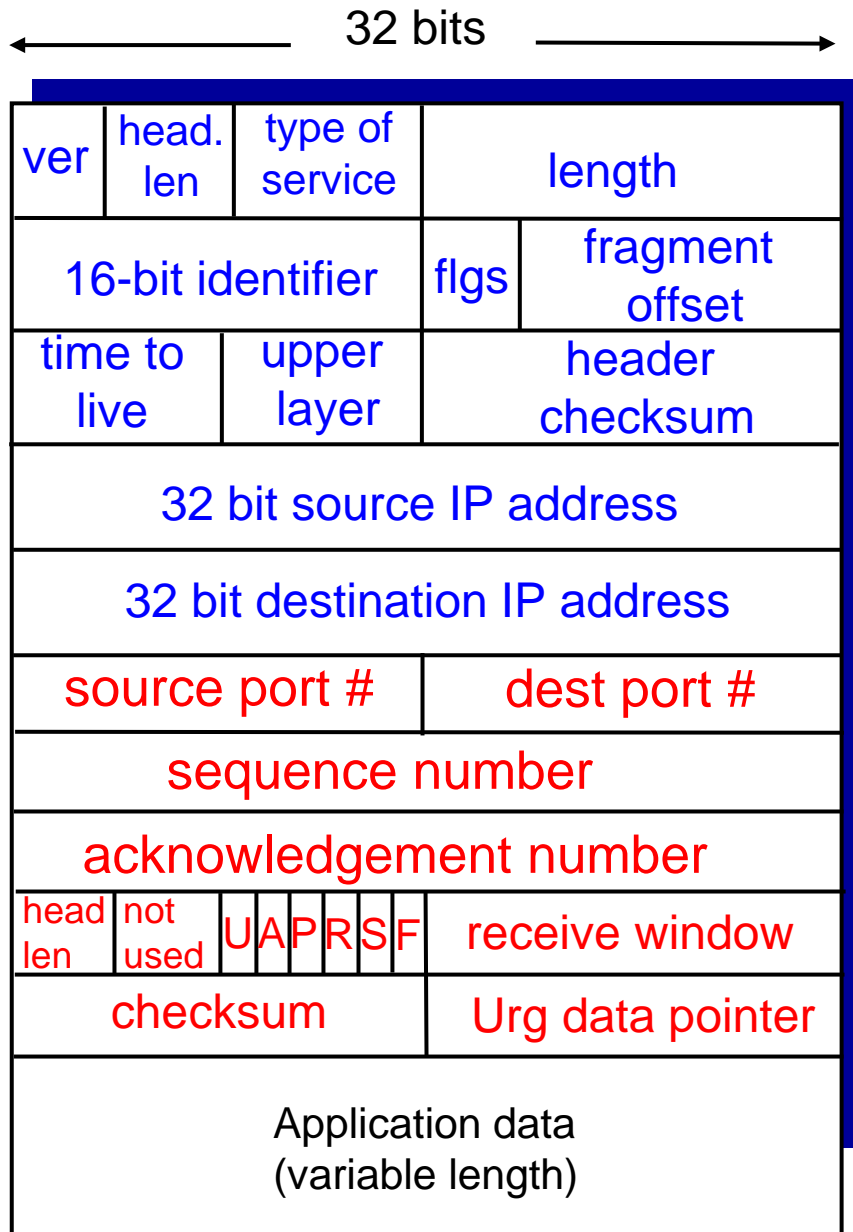 32 bits
ver
head.
len
type of
service
length
16-bit identifier
flgs
fragment
offset
time to
live
upper
layer
header
checksum
32 bit source IP address
32 bit destination IP address
source port #
dest port #
sequence number
acknowledgement number
head
len
not
used
U
A
P
R
S
F
receive window
checksum
Urg data pointer
Application data
(variable length)